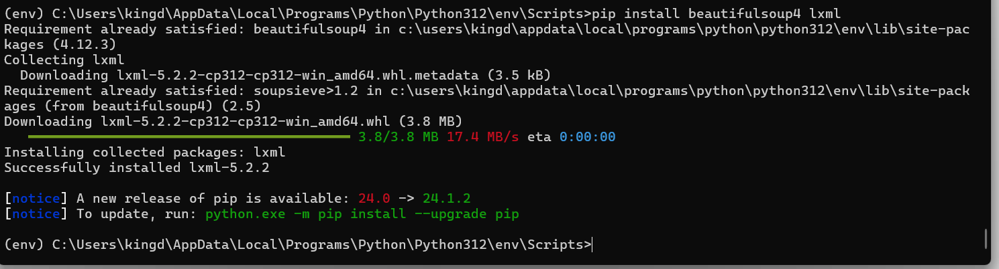 (env) C:\Users\kingd\AppData\Local\Programs\Python\Python312\env\Scripts>pip install beautifulsoup4 lxml
Requirement already satisfied: beautifulsoup4 in c:\users\kingd\appdata\local\programs\python\python312\env\lib\site-pac
kages (4.12.3)
Collecting lxml
  Downloading lxml-5.2.2-cp312-cp312-win_amd64.whl.metadata (3.5 kB)
Requirement already satisfied: soupsieve>1.2 in c:\users\kingd\appdata\local\programs\python\python312\env\lib\site-pack
ages (from beautifulsoup4) (2.5)
Downloading lxml-5.2.2-cp312-cp312-win_amd64.whl (3.8 MB)
3.8/3.8 MB 17.4 MB/s eta 0:00:00
Installing collected packages: lxml
Successfully installed lxml-5.2.2
[notice] A new release of pip is available: 24.0 -> 24.1.2
[notice] To update, run: python.exe -m pip install --upgrade pip
(env) C:\Users\kingd\AppData\Local\Programs\Python\Python312\env\Scripts>